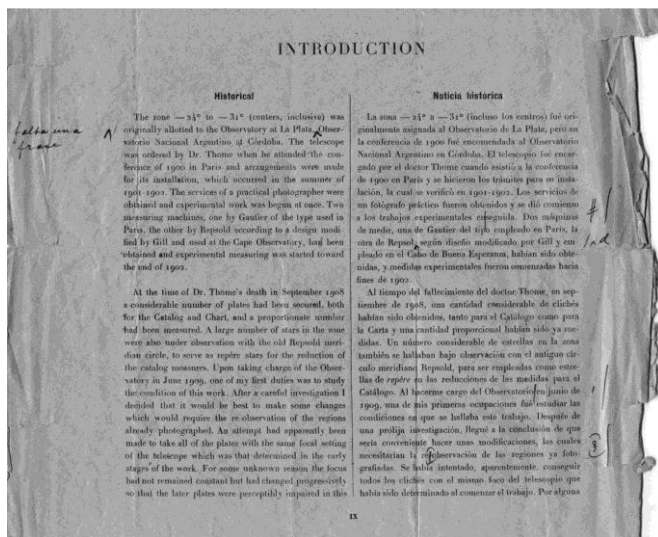 INTRODUCTION
Historical
falta una
frase
The zone —24° to —31° (centers, inclusive) was
originally allotted to the Observatory at La Plata, Obser-
vatorio Nacional Argentino at Córdoba. The telescope
was ordered by Dr. Thome when he attended the con-
ference of 1900 in Paris and arrangements were made
for its installation, which occurred in the summer of
1901-1902. The services of a practical photographer were
obtained and experimental work was begun at once. Two
measuring machines, one by Gautier of the type used in
Paris, the other by Repsold according to a design modi-
fied by Gill and used at the Cape Observatory, had been
obtained and experimental measuring was started toward
the end of 1902.
At the time of Dr. Thome's death in September 1908
a considerable number of plates had been secured, both
for the Catalog and Chart, and a proportionate number
had been measured. A large number of stars in the zone
were also under observation with the old Repsold meri-
dian circle, to serve as repère stars for the reduction of
the catalog measures. Upon taking charge of the Obser-
vatory in June 1909, one of my first duties was to study
the condition of this work. After a careful investigation I
decided that it would be best to make some changes
which would require the re-observation of the regions
already photographed. An attempt had apparently been
made to take all of the plates with the same focal setting
of the telescope which was that determined in the early
stages of the work. For some unknown reason the focus
had not remained constant but had changed progressively
so that the later plates were perceptibly impaired in this
Noticia histórica
La zona —24° a —31° (incluso los centros) fué ori-
ginalmente asignada al Observatorio de La Plata, pero en
la conferencia de 1900 fué encomendada al Observatorio
Nacional Argentino en Córdoba. El telescopio fué encar-
gado por el doctor Thome cuando asistió a la conferencia
de 1900 en París y se hicieron los trámites para su insta-
lación, la cual se verificó en 1901-1902. Los servicios de
un fotógrafo práctico fueron obtenidos y se dió comienzo
a los trabajos experimentales enseguida. Dos máquinas
de medir, una de Gautier del tipo empleado en París, la
otra de Repsol, según diseño modificado por Gill y em-
pleado en el Cabo de Buena Esperanza, habían sido obte-
nidas, y medidas experimentales fueron comenzadas hacia
fines de 1902.
Al tiempo del fallecimiento del doctor Thome, en sep-
tiembre de 1908, una cantidad considerable de clichés
habían sido obtenidos, tanto para el Catálogo como para
la Carta y una cantidad proporcional habían sido ya me-
didas. Un número considerable de estrellas en la zona
también se hallaban bajo observación con el antiguo cír-
culo meridiano Repsold, para ser empleadas como estre-
llas de repère en las reducciones de las medidas para el
Catálogo. Al hacerme cargo del Observatorio en junio de
1909, una de mis primeras ocupaciones fué estudiar las
condiciones en que se hallaba este trabajo. Después de
una prolija investigación, llegué a la conclusión de que
sería conveniente hacer unas modificaciones, las cuales
necesitarían la reobservación de las regiones ya foto-
grafiadas. Se había intentado, aparentemente, conseguir
todos los clichés con el mismo foco del telescopio que
había sido determinado al comenzar el trabajo. Por alguna
IX